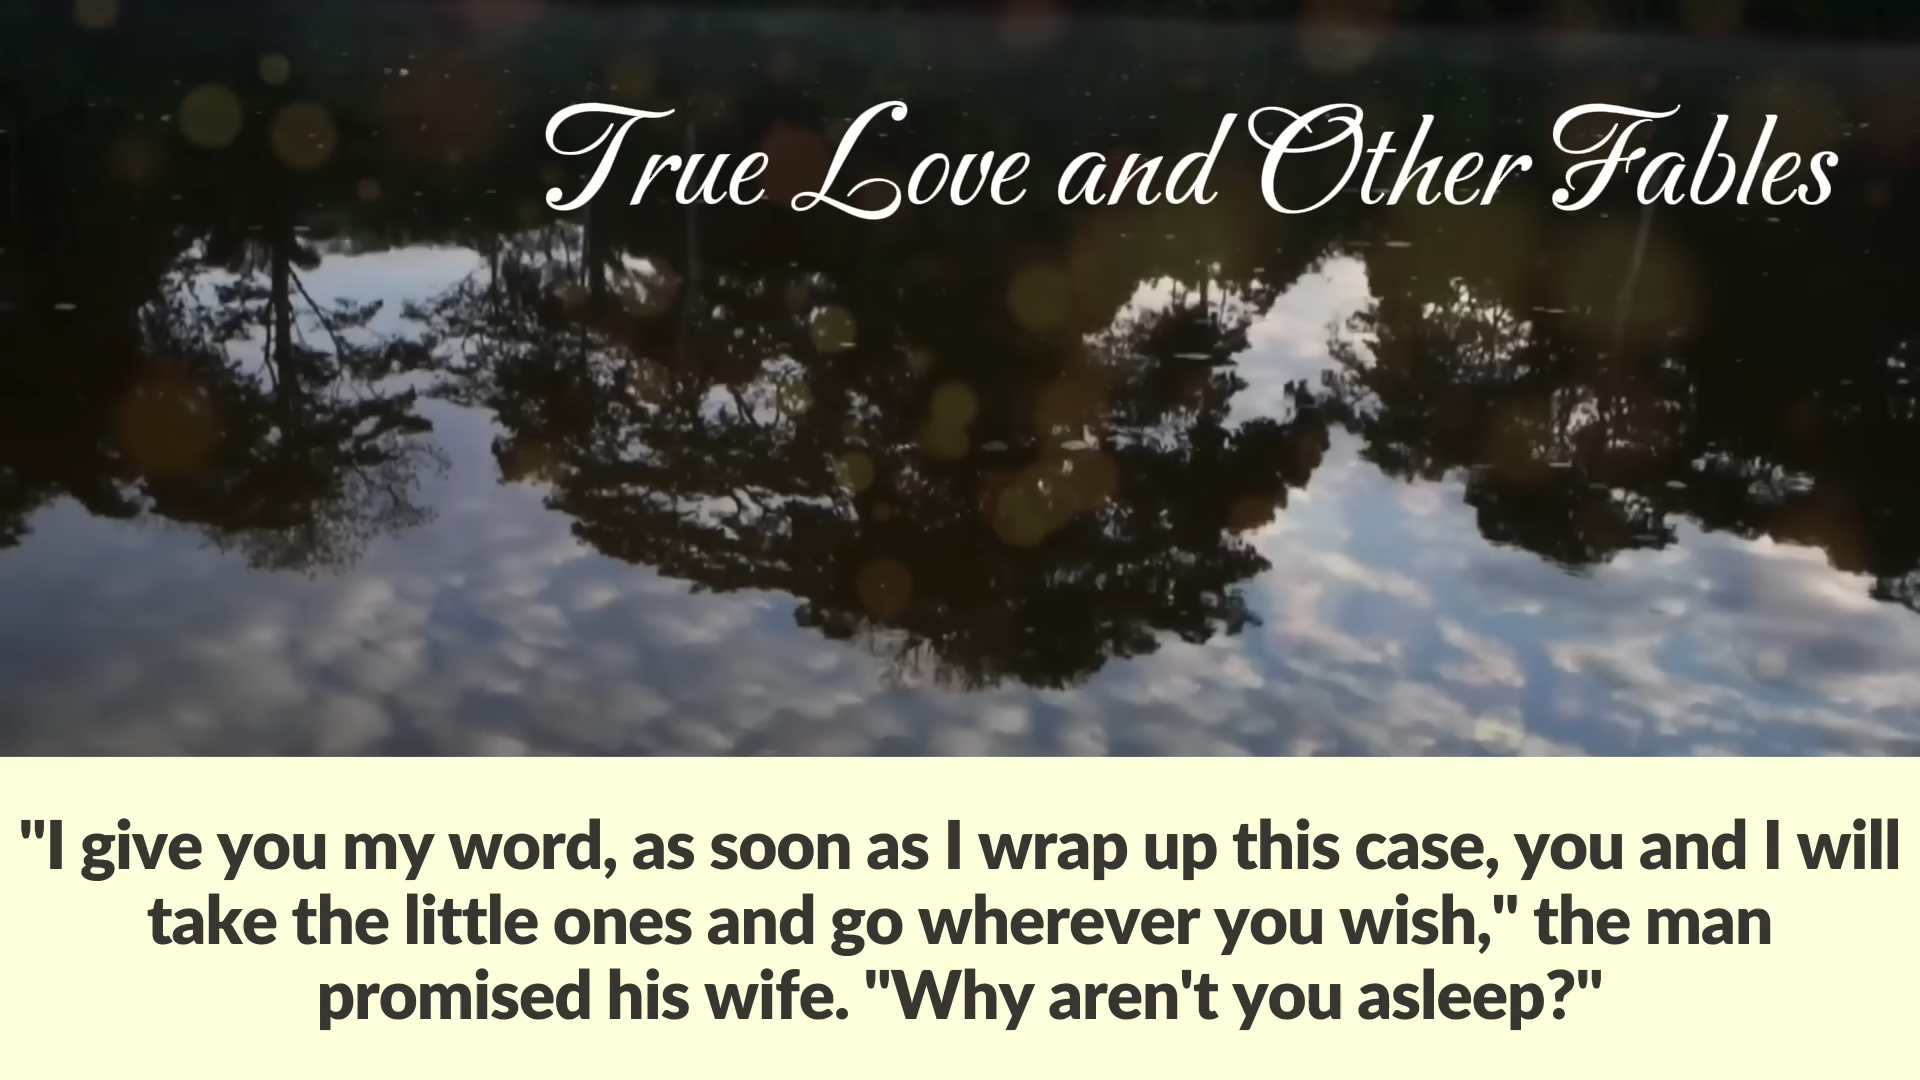 True Love and Other Fables
"I give you my word, as soon as I wrap up this case, you and I will
take the little ones and go wherever you wish," the man
promised his wife. "Why aren't you asleep?"